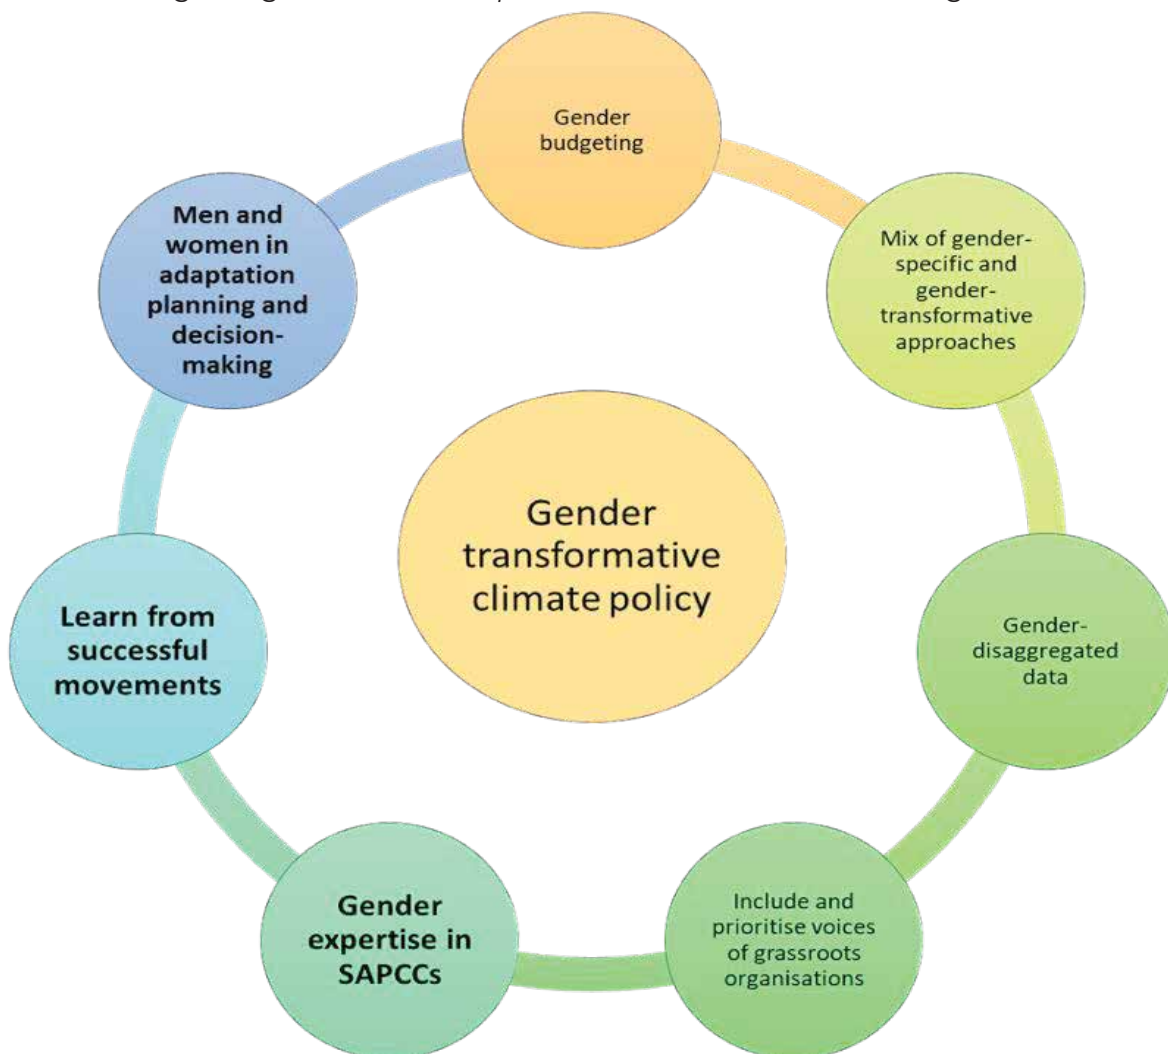 Gender
budgeting
Mix of gender-
specific and
gender-
transformative
approaches
Gender-
disaggregated
data
Include and
prioritise voices
of grassroots
organisations
Gender
expertise in
SAPCCs
Learn from
successful
movements
Men and
women in
adaptation
planning and
decision-
making
Gender
transformative
climate policy